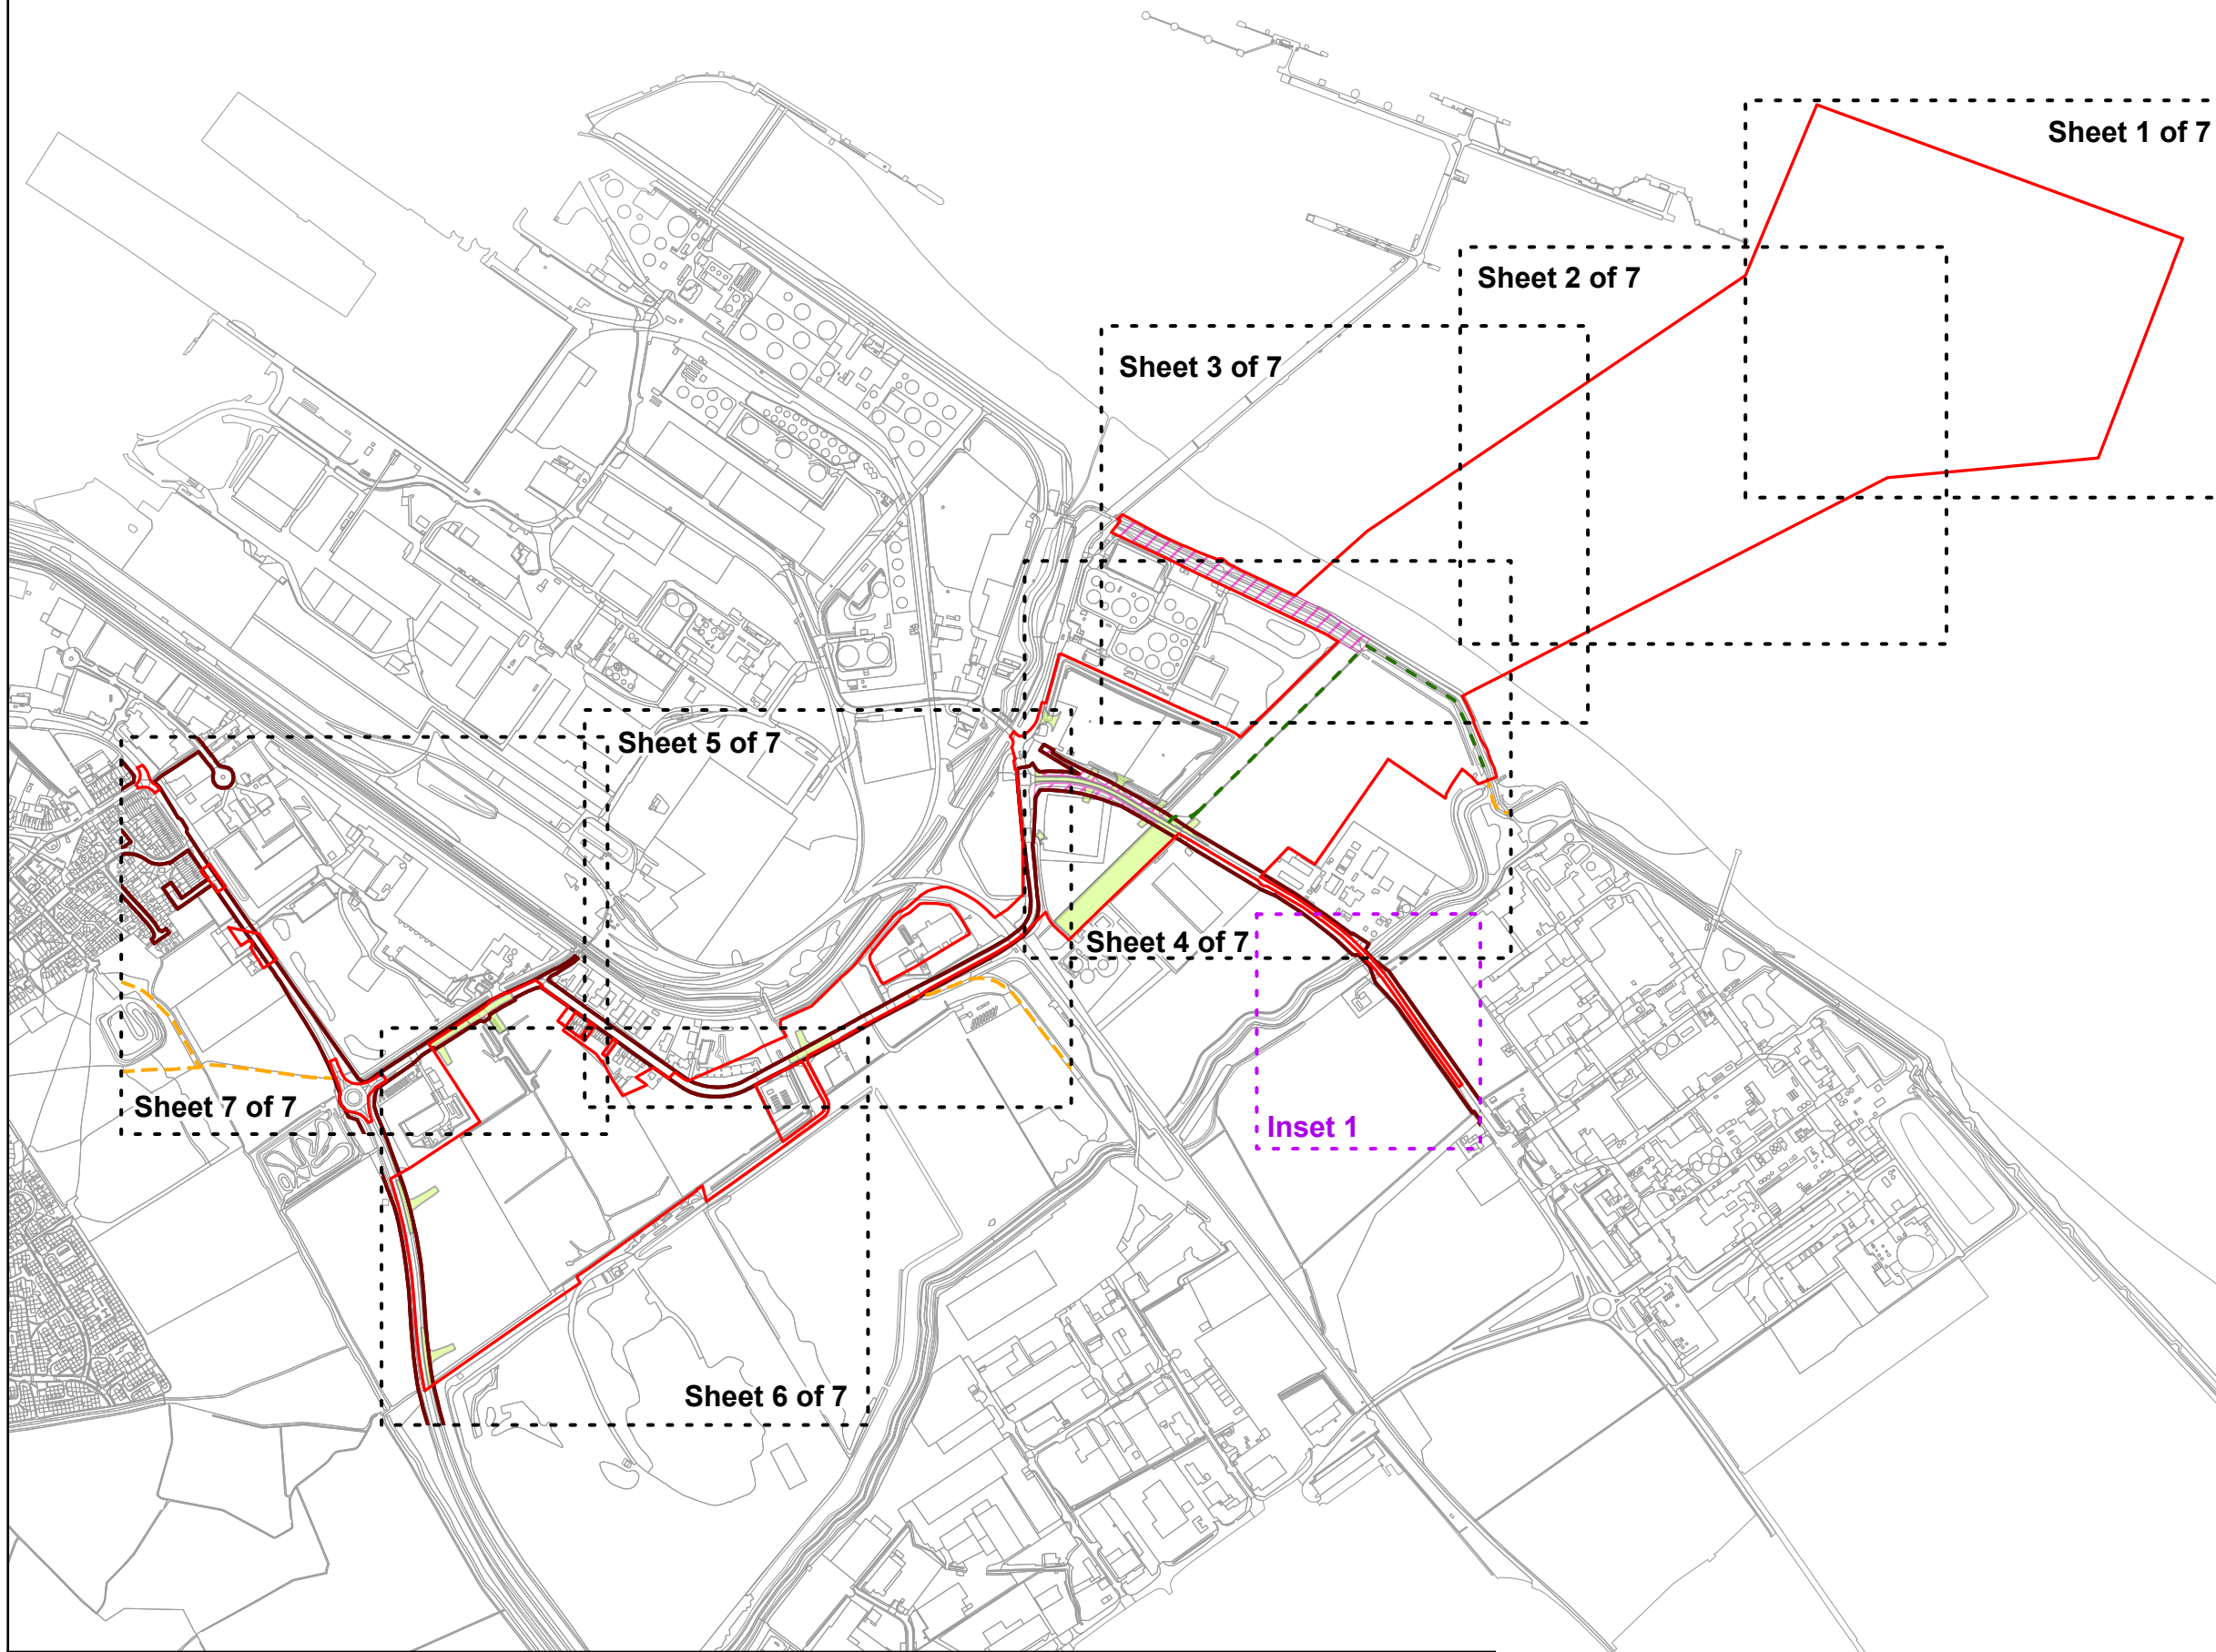 Sheet 1 of 7
Sheet 2 of 7
Sheet 3 of 7
Sheet 5 of 7
Sheet 4 of 7
Sheet 7 of 7
Inset 1
Sheet 6 of 7